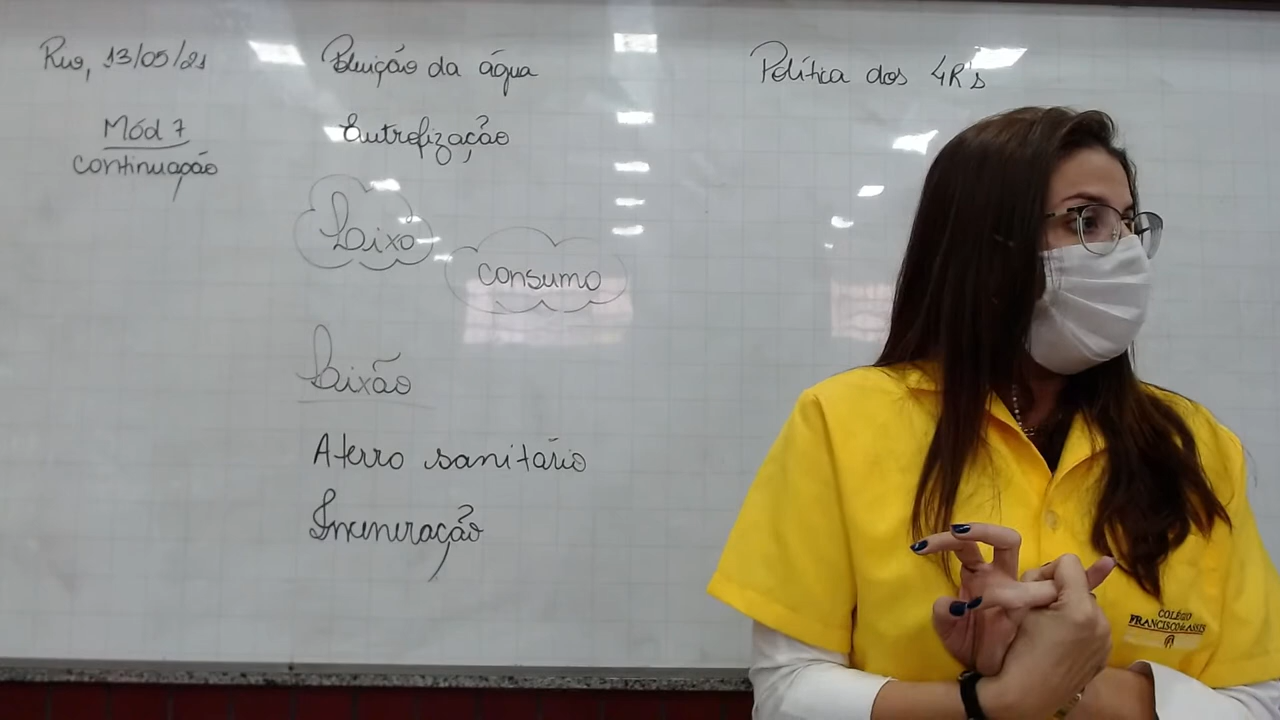 Rio, 13/05/21
Mód 7
continuação
Poluição da água
Eutrofização
Lixo
consumo
Lixão
Aterro sanitário
Incineração
Política dos 4R's
COLÉGIO
FRANCISCO de ASSIS